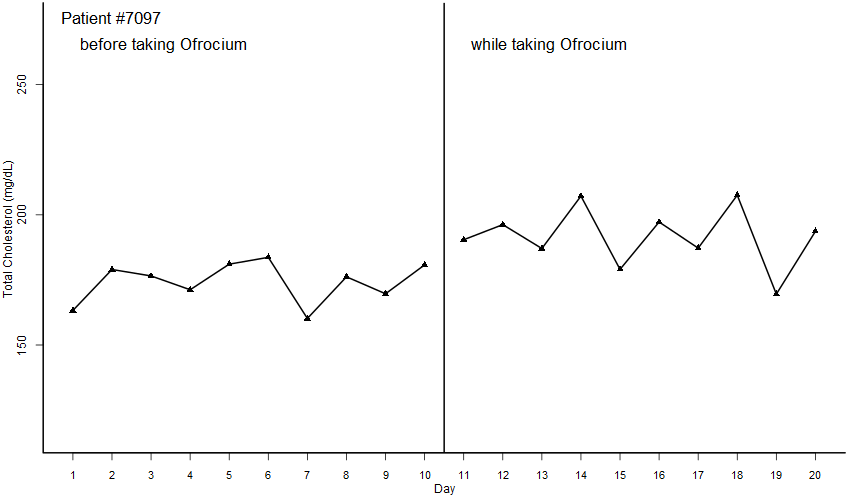 Patient #7097
before taking Ofrocium
while taking Ofrocium
Total Cholesterol (mg/dL)
250
200
150
1 2 3 4 5 6 7 8 9 10 11 12 13 14 15 16 17 18 19 20
Day